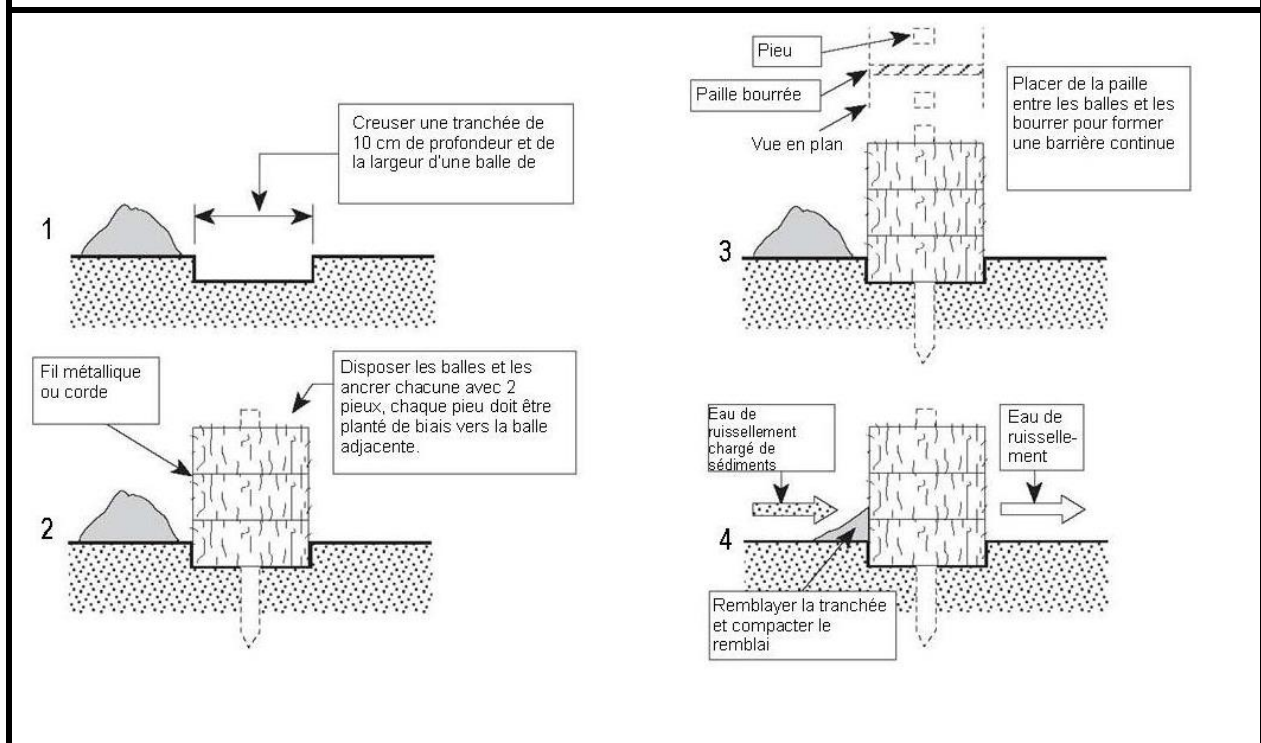 1
Creuser une tranchée de
10 cm de profondeur et de
la largeur d'une balle de
2
Fil métallique
ou corde
Disposer les balles et les
ancrer chacune avec 2
pieux, chaque pieu doit être
planté de biais vers la balle
adjacente.
3
Pieu
Paille bourrée
Vue en plan
Placer de la paille
entre les balles et les
bourrer pour former
une barrière continue
4
Eau de
ruissellement
chargé de
sédiments
Eau de
ruisselle-
ment
Remblayer la tranchée
et compacter le
remblai